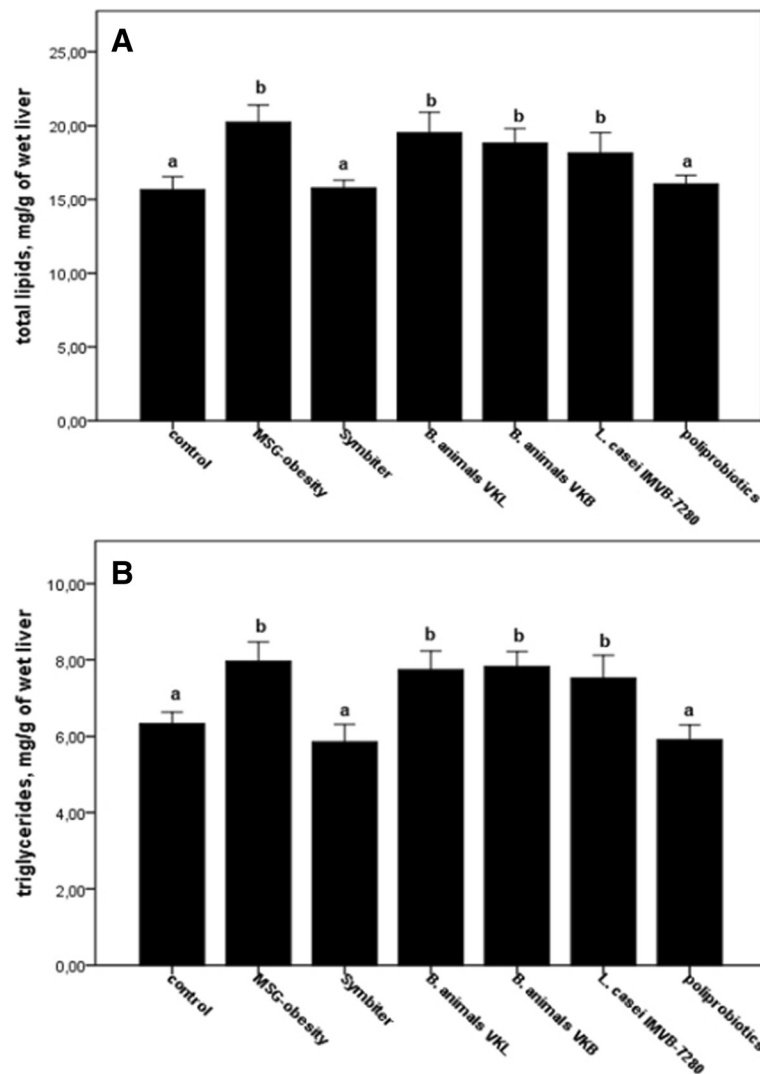 A
total lipids, mg/g of wet liver
25,00
20,00
15,00
10,00
5,00
0,00
a
b
a
b
b
b
a
control
MSG-obesity
Symbiter
B. animals VKL
B. animals VKB
L. casei IMVB-7280
poliprobiotics
B
triglycerides, mg/g of wet liver
10,00
8,00
6,00
4,00
2,00
0,00
a
b
a
b
b
b
a
control
MSG-obesity
Symbiter
B. animals VKL
B. animals VKB
L. casei IMVB-7280
poliprobiotics